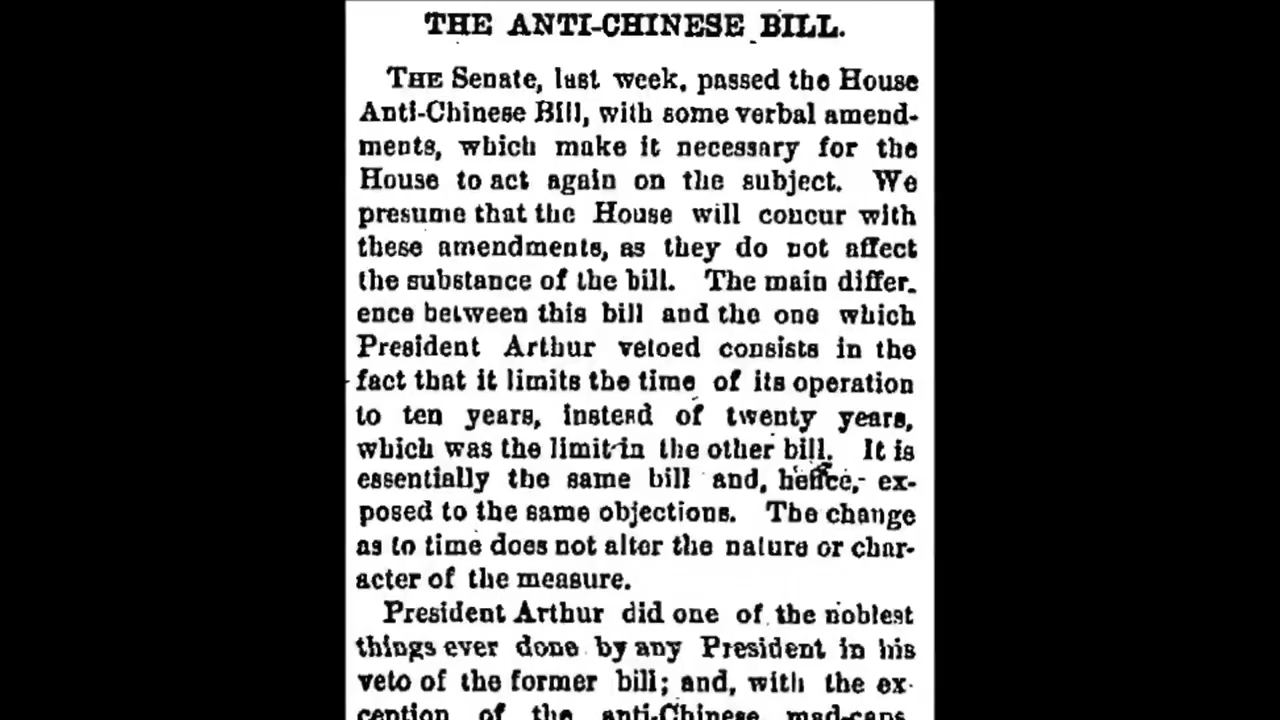 THE ANTI-CHINESE BILL.
THE Senate, last week, passed the House
Anti-Chinese Bill, with some verbal amend-
ments, which make it necessary for the
House to act again on the subject. We
presume that the House will concur with
these amendments, as they do not affect
the substance of the bill. The main differ-
ence between this bill and the one which
President Arthur vetoed consists in the
fact that it limits the time of its operation
to ten years, instead of twenty years,
which was the limit in the other bill. It is
essentially the same bill and, hence, ex-
posed to the same objections. The change
as to time does not alter the nature or char-
acter of the measure.
President Arthur did one of the noblest
things ever done by any President in his
veto of the former bill; and, with the ex-
ception of the anti-Chinese mad-caps,